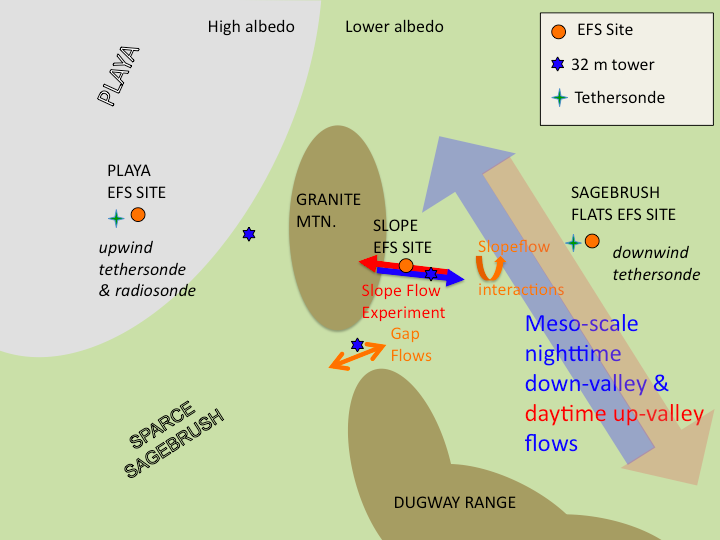 High albedo
Lower albedo
EFS Site
32 m tower
Tethersonde
PLAYA
PLAYA
EFS SITE
upwind
tethersonde
& radiosonde
GRANITE
MTN.
SLOPE
EFS SITE
SAGEBRUSH
FLATS EFS SITE
downwind
tethersonde
Slopeflow
interactions
Slope Flow
Experiment
Gap
Flows
Meso-scale
nighttime
down-valley &
daytime up-valley
flows
SPARCE
SAGEBRUSH
DUGWAY RANGE